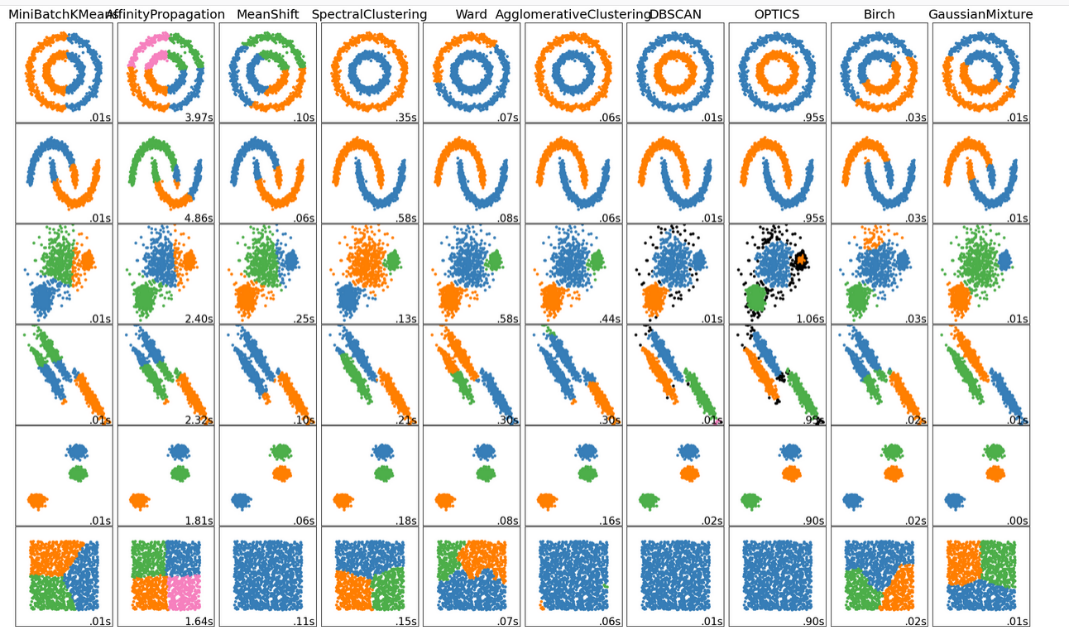 MiniBatchKMeans AffinityPropagation MeanShift SpectralClustering Ward AgglomerativeClustering DBSCAN OPTICS Birch GaussianMixture
.01s 3.97s .10s .35s .07s .06s .01s .95s .03s .01s
.01s 4.86s .06s .58s .08s .06s .01s .95s .03s .01s
.01s 2.40s .25s .13s .58s .44s .01s 1.06s .03s .01s
.01s 2.32s .10s .21s .30s .30s .01s .02s .01s
.01s 1.81s .06s .18s .08s .16s .02s .90s .02s .00s
.01s 1.64s .11s .15s .07s .06s .01s .01s .02s .01s